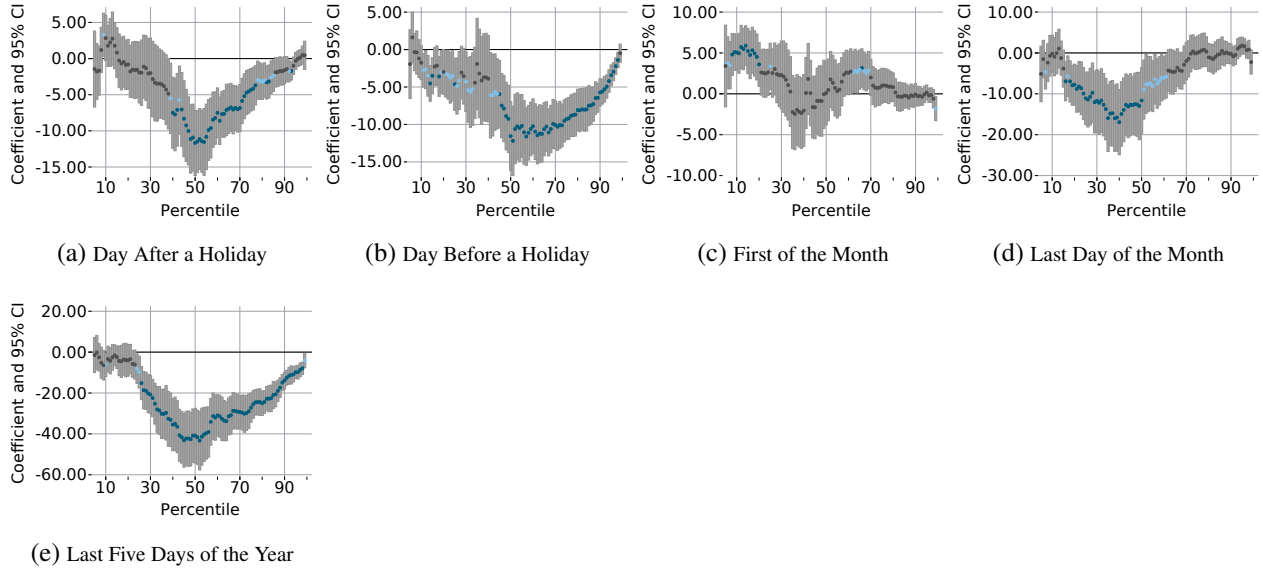 Coefficient and 95% CI
5.00
0.00
-5.00
-10.00
-15.00
10 30 50 70 90
Percentile
(a) Day After a Holiday
Coefficient and 95% CI
5.00
0.00
-5.00
-10.00
-15.00
10 30 50 70 90
Percentile
(b) Day Before a Holiday
Coefficient and 95% CI
10.00
5.00
0.00
-5.00
-10.00
10 30 50 70 90
Percentile
(c) First of the Month
Coefficient and 95% CI
10.00
0.00
-10.00
-20.00
-30.00
10 30 50 70 90
Percentile
(d) Last Day of the Month
Coefficient and 95% CI
20.00
0.00
-20.00
-40.00
-60.00
10 30 50 70 90
Percentile
(e) Last Five Days of the Year